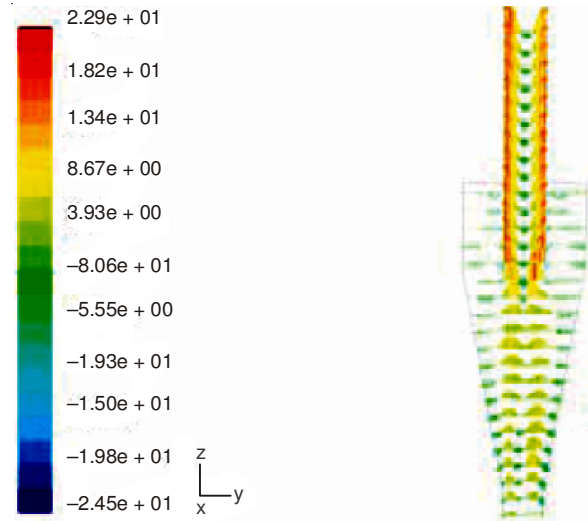 2.29e + 01
1.82e + 01
1.34e + 01
8.67e + 00
3.93e + 00
–8.06e + 01
–5.55e + 00
–1.93e + 01
–1.50e + 01
–1.98e + 01
–2.45e + 01
z
y
x